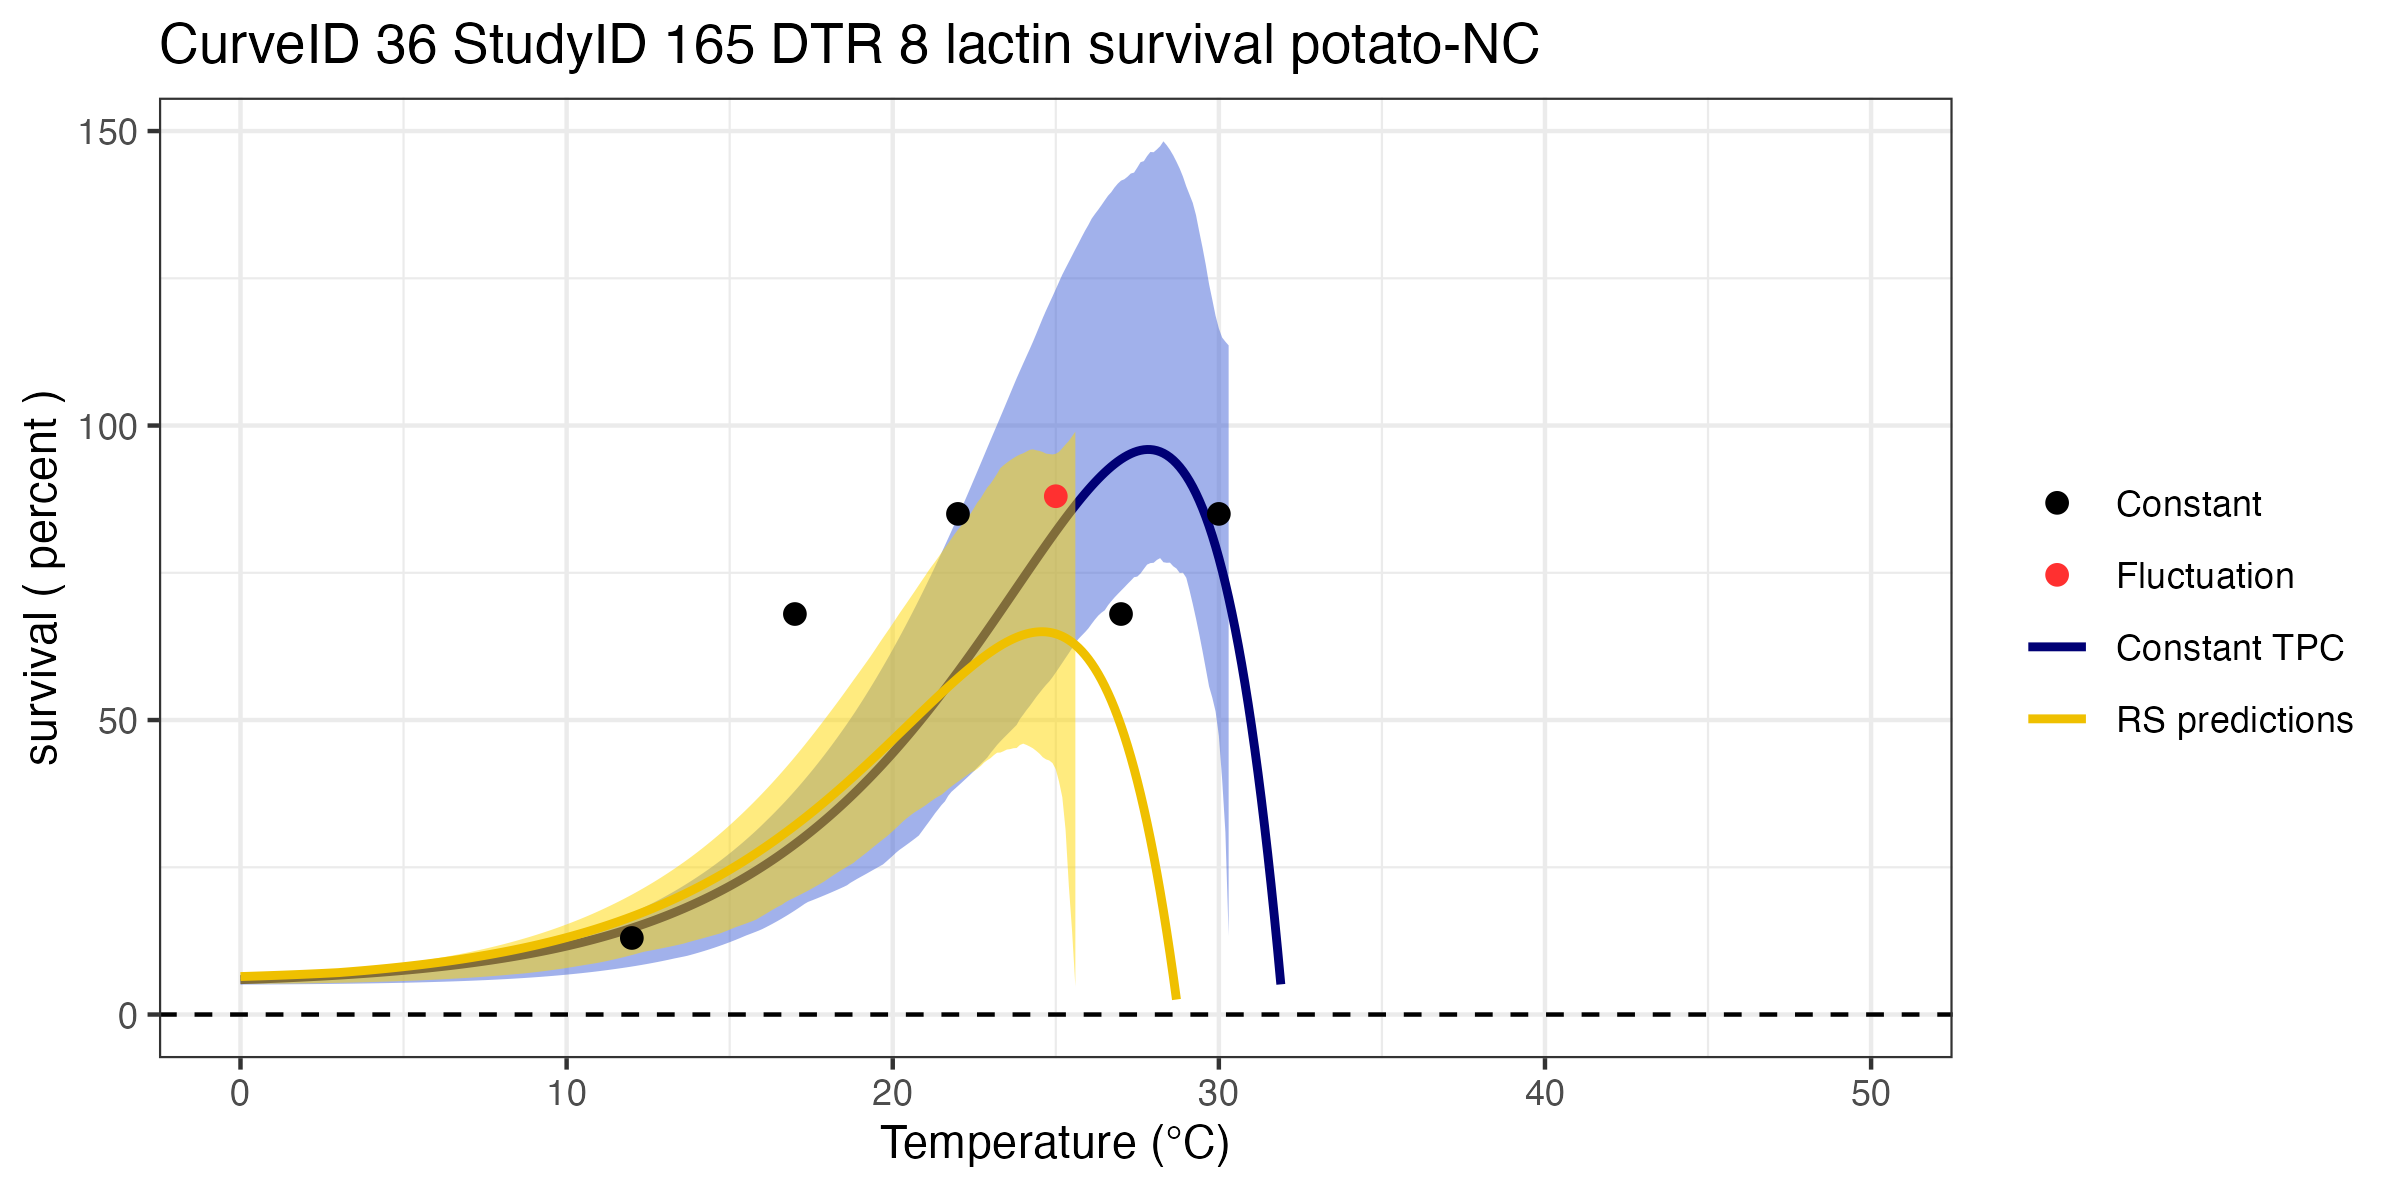 CurveID 36 StudyID 165 DTR 8 lactin survival potato-NC
survival ( percent )
150
100
50
0
0 10 20 30 40 50
Temperature (°C)
Constant
Fluctuation
Constant TPC
RS predictions